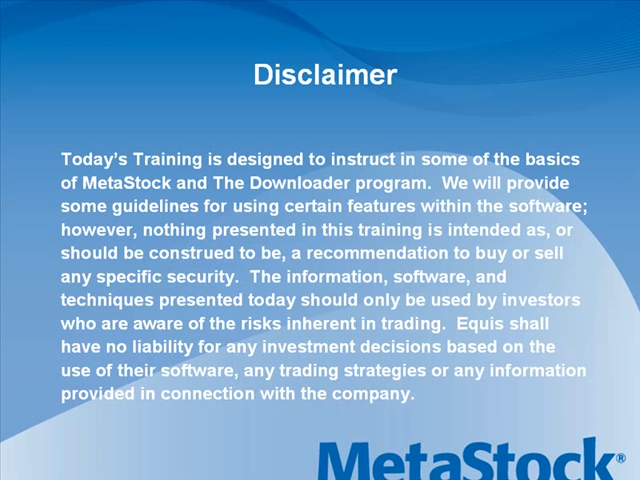 Disclaimer
Today’s Training is designed to instruct in some of the basics
of MetaStock and The Downloader program.  We will provide
some guidelines for using certain features within the software;
however, nothing presented in this training is intended as, or
should be construed to be, a recommendation to buy or sell
any specific security.  The information, software, and
techniques presented today should only be used by investors
who are aware of the risks inherent in trading.  Equis shall
have no liability for any investment decisions based on the
use of their software, any trading strategies or any information
provided in connection with the company.
MetaStock®